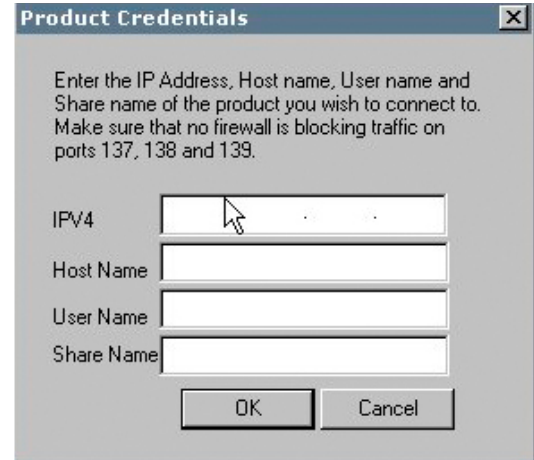 Product Credentials
Enter the IP Address, Host name, User name and
Share name of the product you wish to connect to.
Make sure that no firewall is blocking traffic on
ports 137, 138 and 139.
IPV4
Host Name
User Name
Share Name
OK Cancel